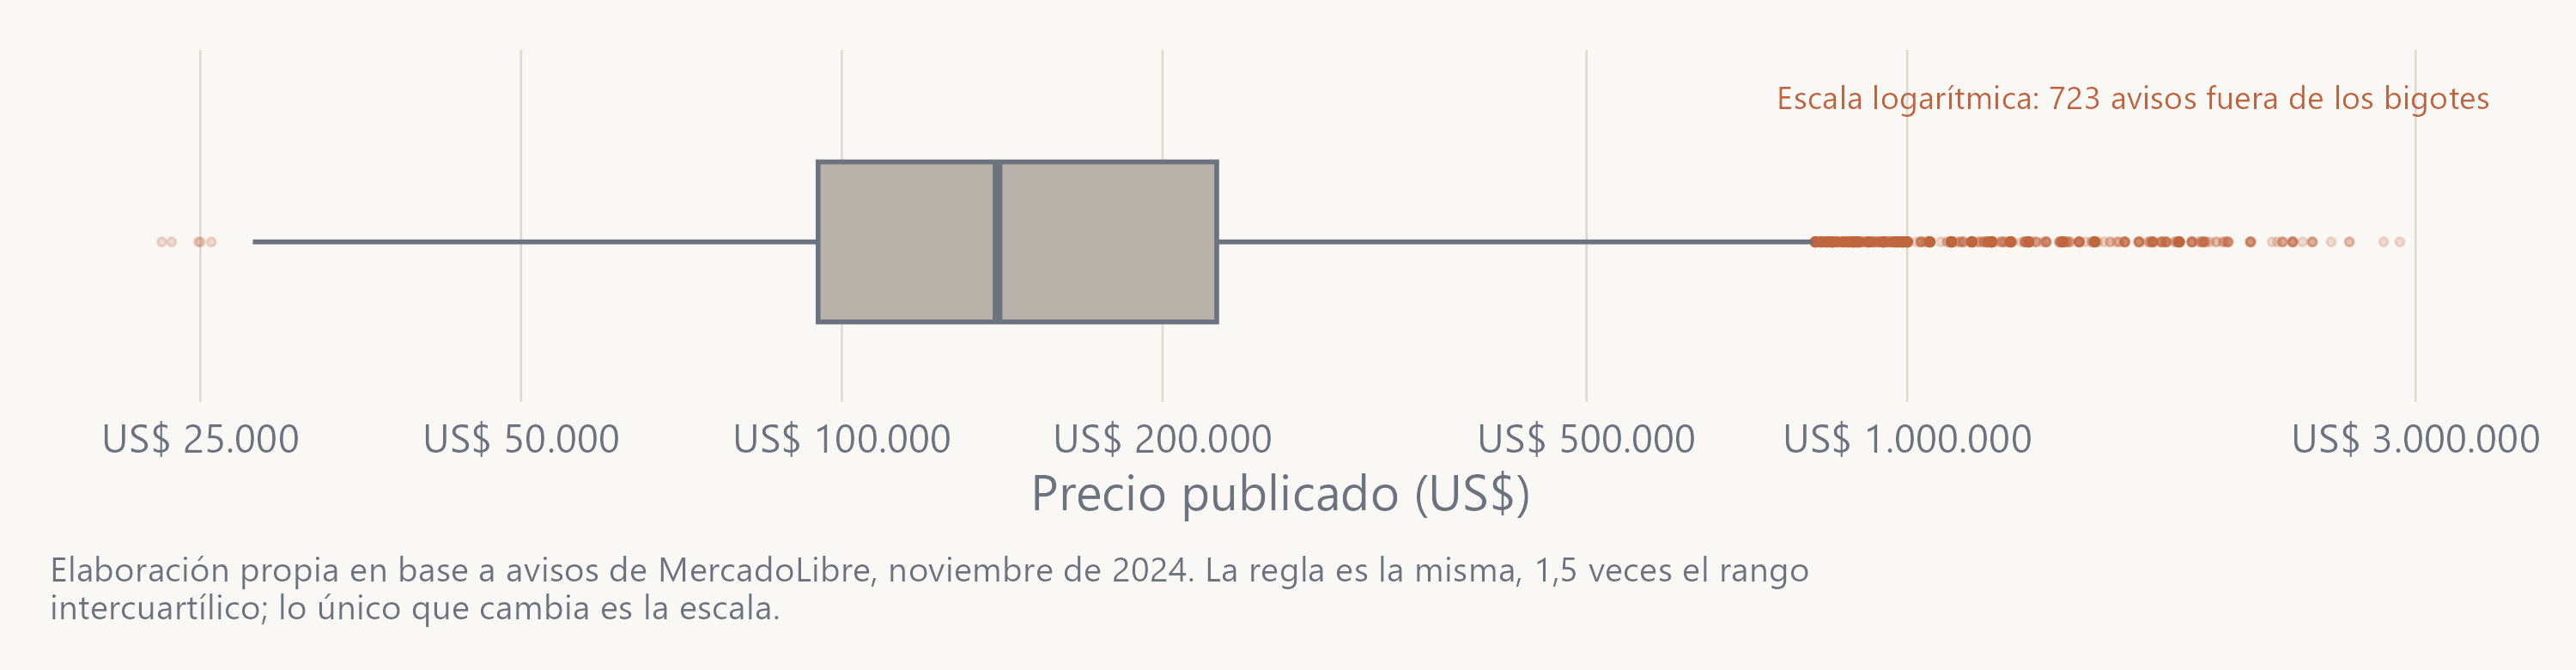 Escala logarítmica: 723 avisos fuera de los bigotes
US$ 25.000 US$ 50.000 US$ 100.000 US$ 200.000 US$ 500.000 US$ 1.000.000 US$ 3.000.000
Precio publicado (US$)
Elaboración propia en base a avisos de MercadoLibre, noviembre de 2024. La regla es la misma, 1,5 veces el rango
intercuartílico; lo único que cambia es la escala.